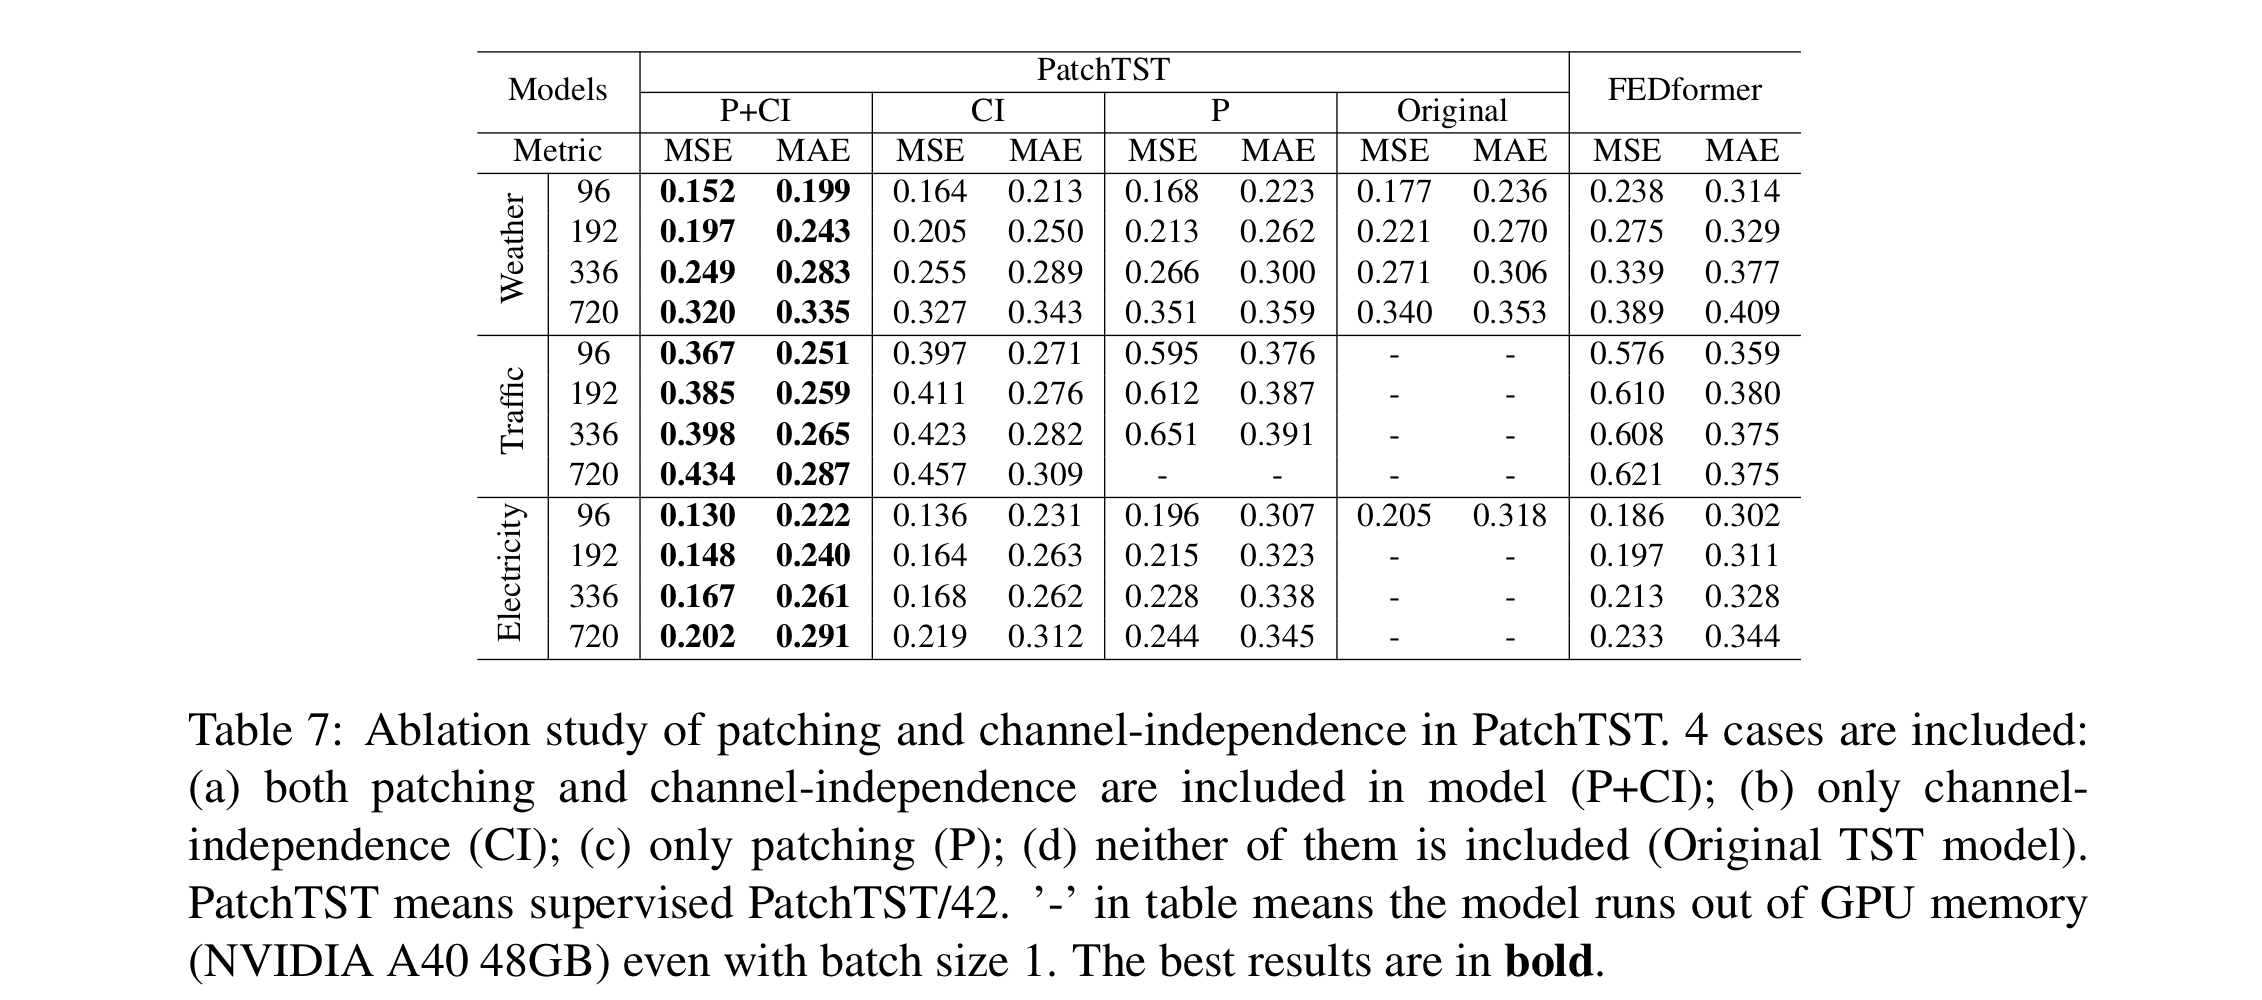 Models PatchTST FEDformer
P+CI CI P Original
Metric MSE MAE MSE MAE MSE MAE MSE MAE MSE MAE
Weather
96 0.152 0.199 0.164 0.213 0.168 0.223 0.177 0.236 0.238 0.314
192 0.197 0.243 0.205 0.250 0.213 0.262 0.221 0.270 0.275 0.329
336 0.249 0.283 0.255 0.289 0.266 0.300 0.271 0.306 0.339 0.377
720 0.320 0.335 0.327 0.343 0.351 0.359 0.340 0.353 0.389 0.409
Traffic
96 0.367 0.251 0.397 0.271 0.595 0.376 - - 0.576 0.359
192 0.385 0.259 0.411 0.276 0.612 0.387 - - 0.610 0.380
336 0.398 0.265 0.423 0.282 0.651 0.391 - - 0.608 0.375
720 0.434 0.287 0.457 0.309 - - - - 0.621 0.375
Electricity
96 0.130 0.222 0.136 0.231 0.196 0.307 0.205 0.318 0.186 0.302
192 0.148 0.240 0.164 0.263 0.215 0.323 - - 0.197 0.311
336 0.167 0.261 0.168 0.262 0.228 0.338 - - 0.213 0.328
720 0.202 0.291 0.219 0.312 0.244 0.345 - - 0.233 0.344
Table 7: Ablation study of patching and channel-independence in PatchTST. 4 cases are included:
(a) both patching and channel-independence are included in model (P+CI); (b) only channel-
independence (CI); (c) only patching (P); (d) neither of them is included (Original TST model).
PatchTST means supervised PatchTST/42. ’-’ in table means the model runs out of GPU memory
(NVIDIA A40 48GB) even with batch size 1. The best results are in bold.